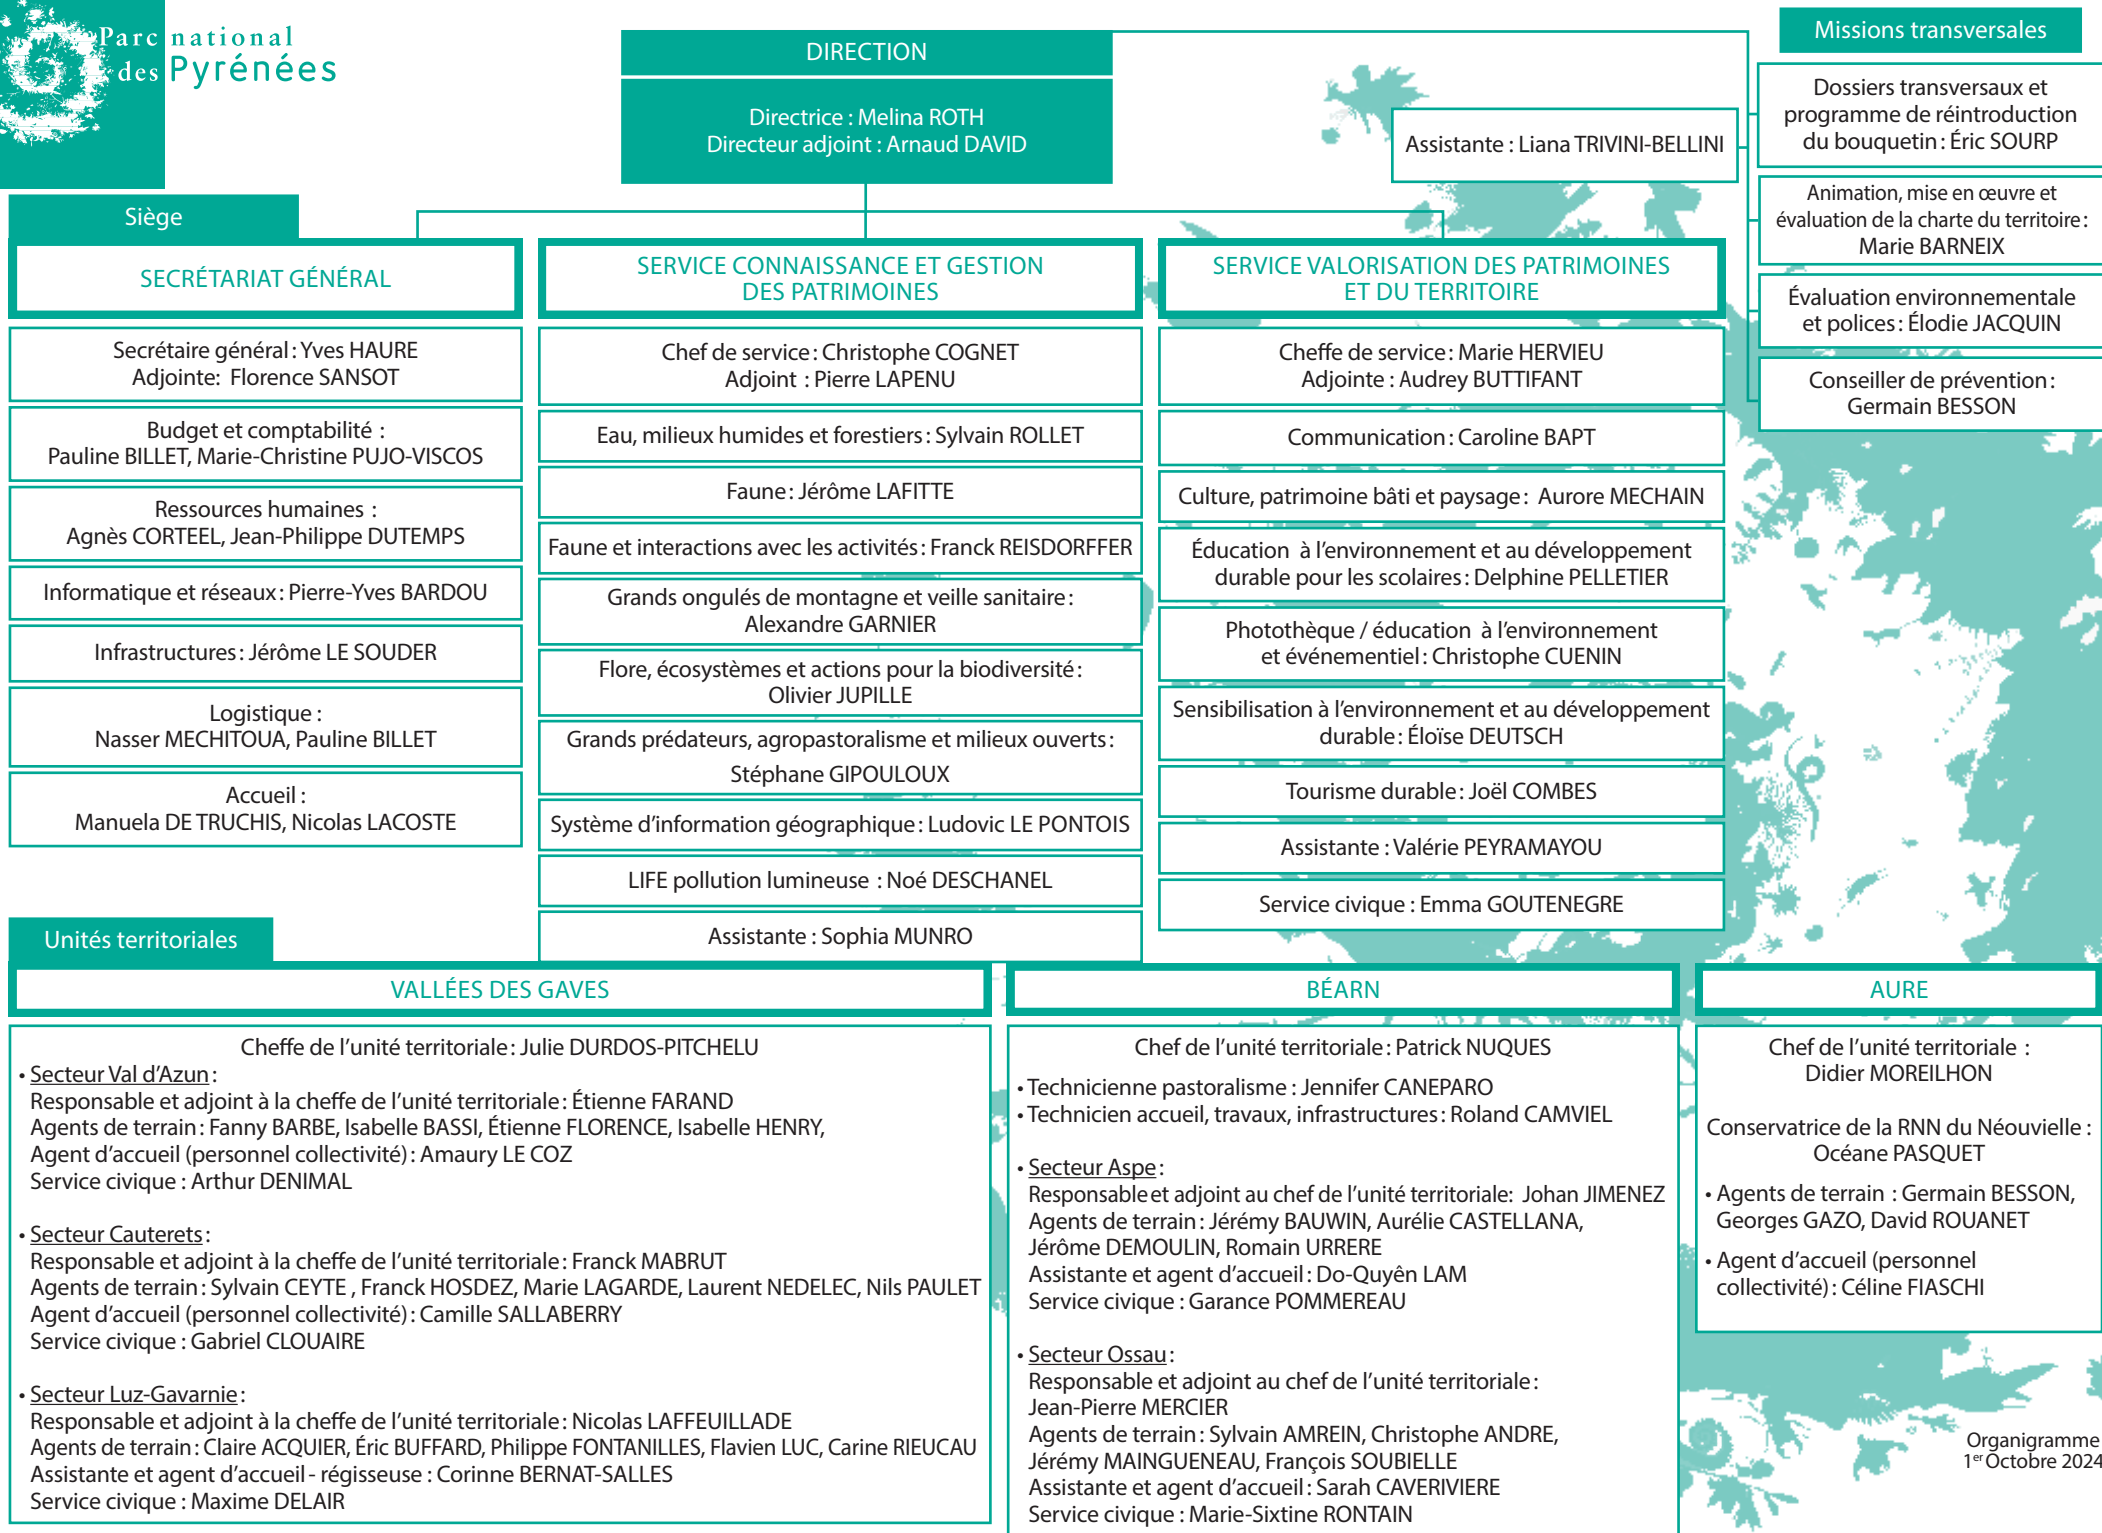 Parc national
des Pyrénées
DIRECTION
Directrice : Melina ROTH
Directeur adjoint : Arnaud DAVID
Assistante : Liana TRIVINI-BELLINI
Missions transversales
Dossiers transversaux et
programme de réintroduction
du bouquetin : Éric SOURP
Animation, mise en œuvre et
évaluation de la charte du territoire :
Marie BARNEIX
Évaluation environnementale
et polices : Élodie JACQUIN
Conseiller de prévention :
Germain BESSON
Siège
SECRÉTARIAT GÉNÉRAL
Secrétaire général : Yves HAURE
Adjointe: Florence SANSOT
Budget et comptabilité :
Pauline BILLET, Marie-Christine PUJO-VISCOS
Ressources humaines :
Agnès CORTEEL, Jean-Philippe DUTEMPS
Informatique et réseaux : Pierre-Yves BARDOU
Infrastructures : Jérôme LE SOUDER
Logistique :
Nasser MECHITOUA, Pauline BILLET
Accueil :
Manuela DE TRUCHIS, Nicolas LACOSTE
SERVICE CONNAISSANCE ET GESTION
DES PATRIMOINES
Chef de service : Christophe COGNET
Adjoint : Pierre LAPENU
Eau, milieux humides et forestiers : Sylvain ROLLET
Faune : Jérôme LAFITTE
Faune et interactions avec les activités : Franck REISDORFFER
Grands ongulés de montagne et veille sanitaire :
Alexandre GARNIER
Flore, écosystèmes et actions pour la biodiversité :
Olivier JUPILLE
Grands prédateurs, agropastoralisme et milieux ouverts :
Stéphane GIPOULOUX
Système d'information géographique : Ludovic LE PONTOIS
LIFE pollution lumineuse : Noé DESCHANEL
Assistante : Sophia MUNRO
SERVICE VALORISATION DES PATRIMOINES
ET DU TERRITOIRE
Cheffe de service : Marie HERVIEU
Adjointe : Audrey BUTTIFANT
Communication : Caroline BAPT
Culture, patrimoine bâti et paysage : Aurore MECHAIN
Éducation à l'environnement et au développement
durable pour les scolaires : Delphine PELLETIER
Photothèque / éducation à l'environnement
et événementiel : Christophe CUENIN
Sensibilisation à l'environnement et au développement
durable : Éloïse DEUTSCH
Tourisme durable : Joël COMBES
Assistante : Valérie PEYRAMAYOU
Service civique : Emma GOUTENEGRE
Unités territoriales
VALLÉES DES GAVES
Cheffe de l'unité territoriale : Julie DURDOS-PITCHELU
• Secteur Val d'Azun :
Responsable et adjoint à la cheffe de l'unité territoriale : Étienne FARAND
Agents de terrain : Fanny BARBE, Isabelle BASSI, Étienne FLORENCE, Isabelle HENRY,
Agent d'accueil (personnel collectivité) : Amaury LE COZ
Service civique : Arthur DENIMAL
• Secteur Cauterets :
Responsable et adjoint à la cheffe de l'unité territoriale : Franck MABRUT
Agents de terrain : Sylvain CEYTE , Franck HOSDEZ, Marie LAGARDE, Laurent NEDELEC, Nils PAULET
Agent d'accueil (personnel collectivité) : Camille SALLABERRY
Service civique : Gabriel CLOUAIRE
• Secteur Luz-Gavarnie :
Responsable et adjoint à la cheffe de l'unité territoriale : Nicolas LAFFEUILLADE
Agents de terrain : Claire ACQUIER, Éric BUFFARD, Philippe FONTANILLES, Flavien LUC, Carine RIEUCAU
Assistante et agent d'accueil - régisseuse : Corinne BERNAT-SALLES
Service civique : Maxime DELAIR
BÉARN
Chef de l'unité territoriale : Patrick NUQUES
• Technicienne pastoralisme : Jennifer CANEPARO
• Technicien accueil, travaux, infrastructures : Roland CAMVIEL
• Secteur Aspe :
Responsable et adjoint au chef de l'unité territoriale: Johan JIMENEZ
Agents de terrain : Jérémy BAUWIN, Aurélie CASTELLANA,
Jérôme DEMOULIN, Romain URRERE
Assistante et agent d'accueil : Do-Quyên LAM
Service civique : Garance POMMEREAU
• Secteur Ossau :
Responsable et adjoint au chef de l'unité territoriale :
Jean-Pierre MERCIER
Agents de terrain : Sylvain AMREIN, Christophe ANDRE,
Jérémy MAINGUENEAU, François SOUBIELLE
Assistante et agent d'accueil : Sarah CAVERIVIERE
Service civique : Marie-Sixtine RONTAIN
AURE
Chef de l'unité territoriale :
Didier MOREILHON
Conservatrice de la RNN du Néouvielle :
Océane PASQUET
• Agents de terrain : Germain BESSON,
Georges GAZO, David ROUANET
• Agent d'accueil (personnel
collectivité) : Céline FIASCHI
Organigramme
1er Octobre 2024